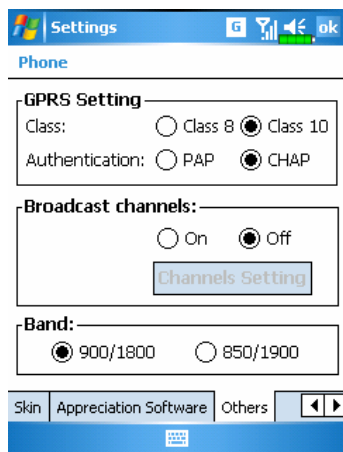 Settings G ok
Phone
GPRS Setting
Class: Class 8 Class 10
Authentication: PAP CHAP
Broadcast channels:
On Off
Channels Setting
Band:
900/1800 850/1900
Skin Appreciation Software Others